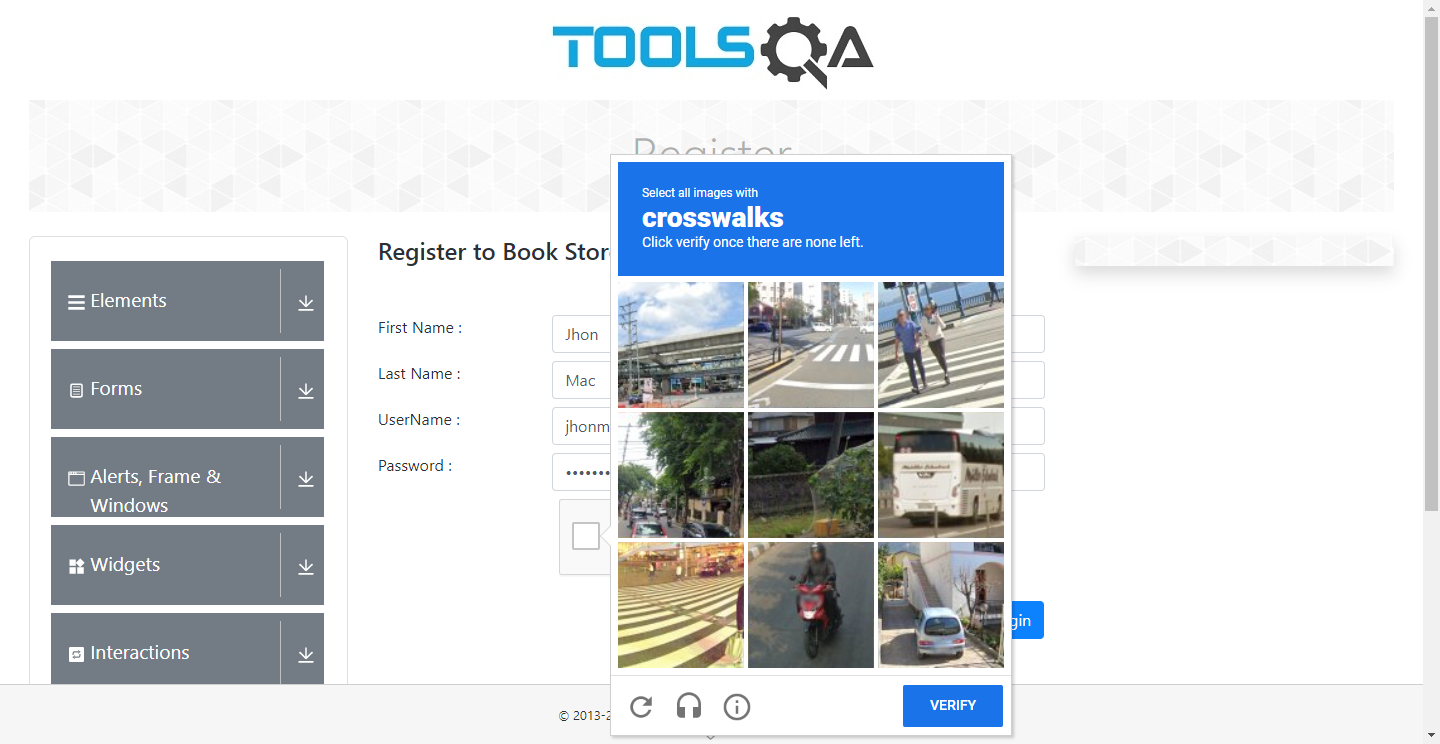 TOOLSQA
Register
Register to Book Stor
Elements
Forms
Alerts, Frame &
Windows
Widgets
Interactions
First Name :
Jhon
Last Name :
Mac
UserName :
jhonm
Password :
Select all images with
crosswalks
Click verify once there are none left.
gin
VERIFY
© 2013-2